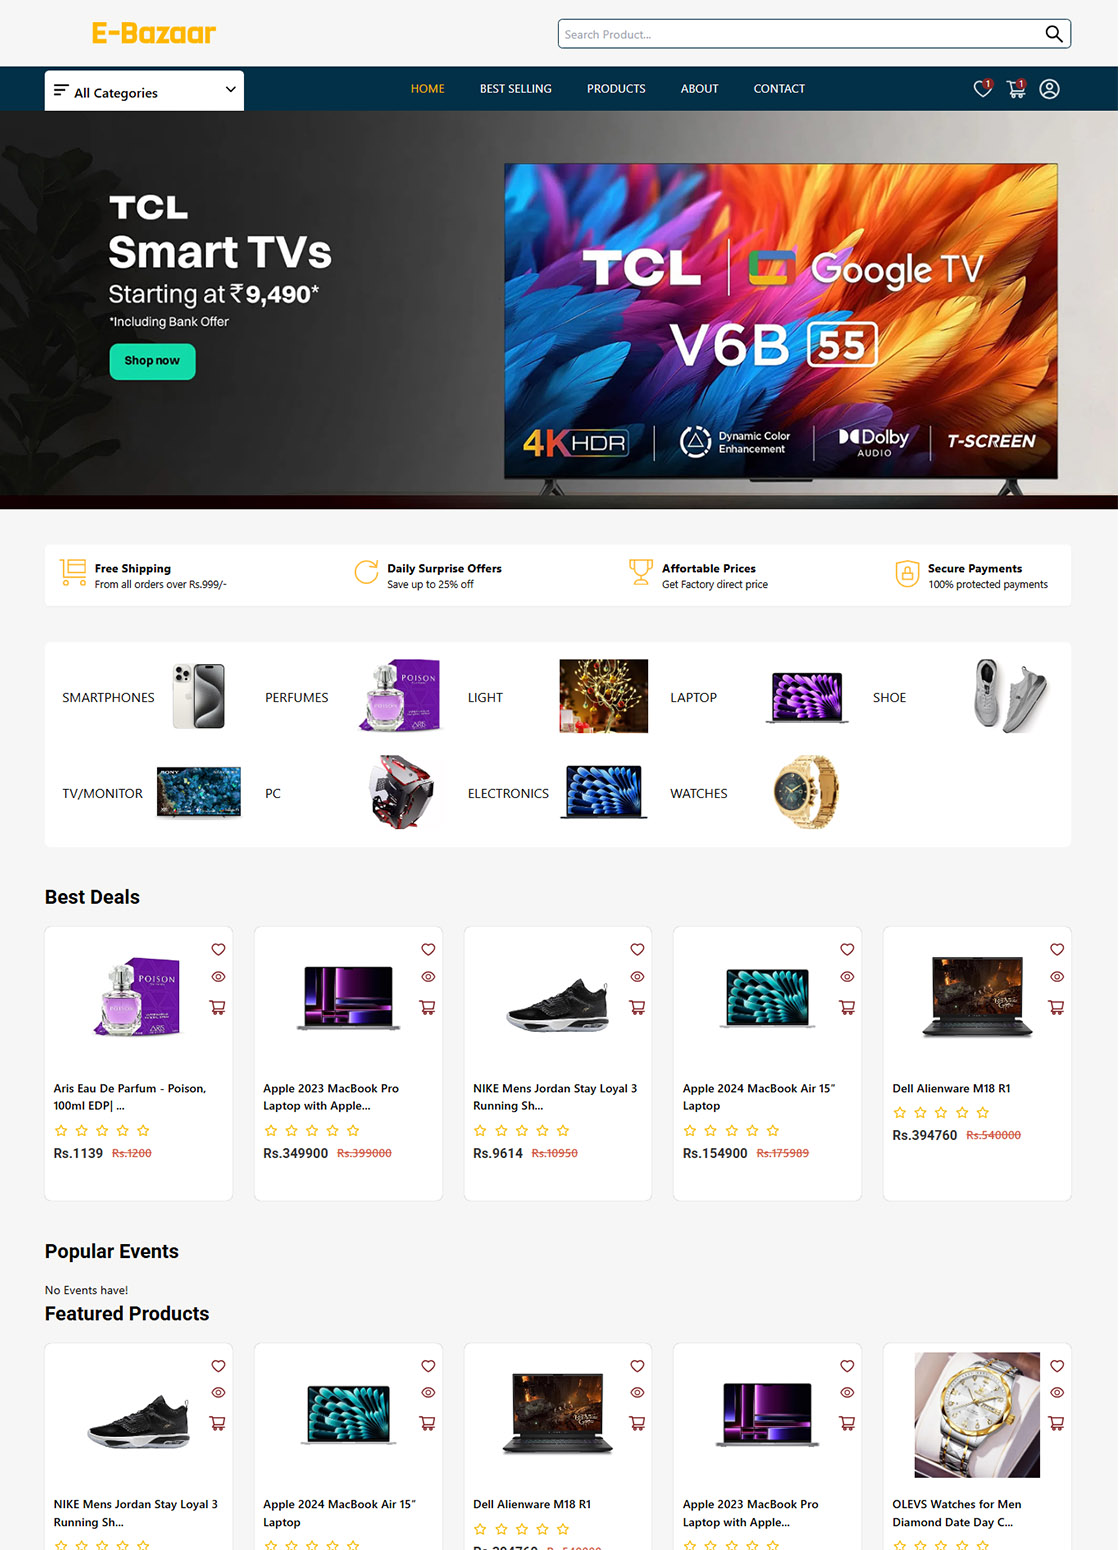 E-Bazaar
Search Product...
All Categories
HOME
BEST SELLING
PRODUCTS
ABOUT
CONTACT
1
1
TCL
Smart TVs
Starting at ₹9,490*
*Including Bank Offer
Shop now
TCL | Google TV
V6B 55
4K HDR
Dynamic Color
Enhancement
Dolby
AUDIO
T-SCREEN
Free Shipping
From all orders over Rs.999/-
Daily Surprise Offers
Save up to 25% off
Affortable Prices
Get Factory direct price
Secure Payments
100% protected payments
SMARTPHONES
PERFUMES
POISON
LIGHT
LAPTOP
SHOE
TV/MONITOR
SONY
PC
ELECTRONICS
WATCHES
Best Deals
POISON
Aris Eau De Parfum - Poison,
100ml EDP| ...
Rs.1139 Rs.1200
Apple 2023 MacBook Pro
Laptop with Apple...
Rs.349900 Rs.399000
NIKE Mens Jordan Stay Loyal 3
Running Sh...
Rs.9614 Rs.10950
Apple 2024 MacBook Air 15″
Laptop
Rs.154900 Rs.175989
Dell Alienware M18 R1
Rs.394760 Rs.540000
Popular Events
No Events have!
Featured Products
NIKE Mens Jordan Stay Loyal 3
Running Sh...
Apple 2024 MacBook Air 15″
Laptop
Dell Alienware M18 R1
Rs.394760 Rs.540000
Apple 2023 MacBook Pro
Laptop with Apple...
OLEVS Watches for Men
Diamond Date Day C...